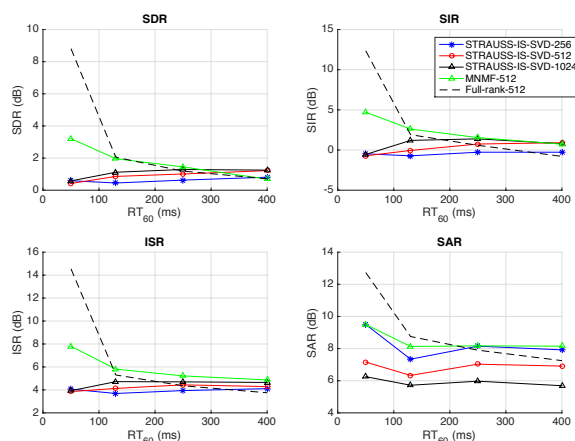 SDR
10
8
6
4
2
0
SDR (dB)
0 100 200 300 400
RT60 (ms)
SIR
15
10
5
0
-5
SIR (dB)
0 100 200 300 400
RT60 (ms)
STRAUSS-IS-SVD-256
STRAUSS-IS-SVD-512
STRAUSS-IS-SVD-1024
MNMF-512
Full-rank-512
ISR
16
14
12
10
8
6
4
2
ISR (dB)
0 100 200 300 400
RT60 (ms)
SAR
14
12
10
8
6
4
SAR (dB)
0 100 200 300 400
RT60 (ms)